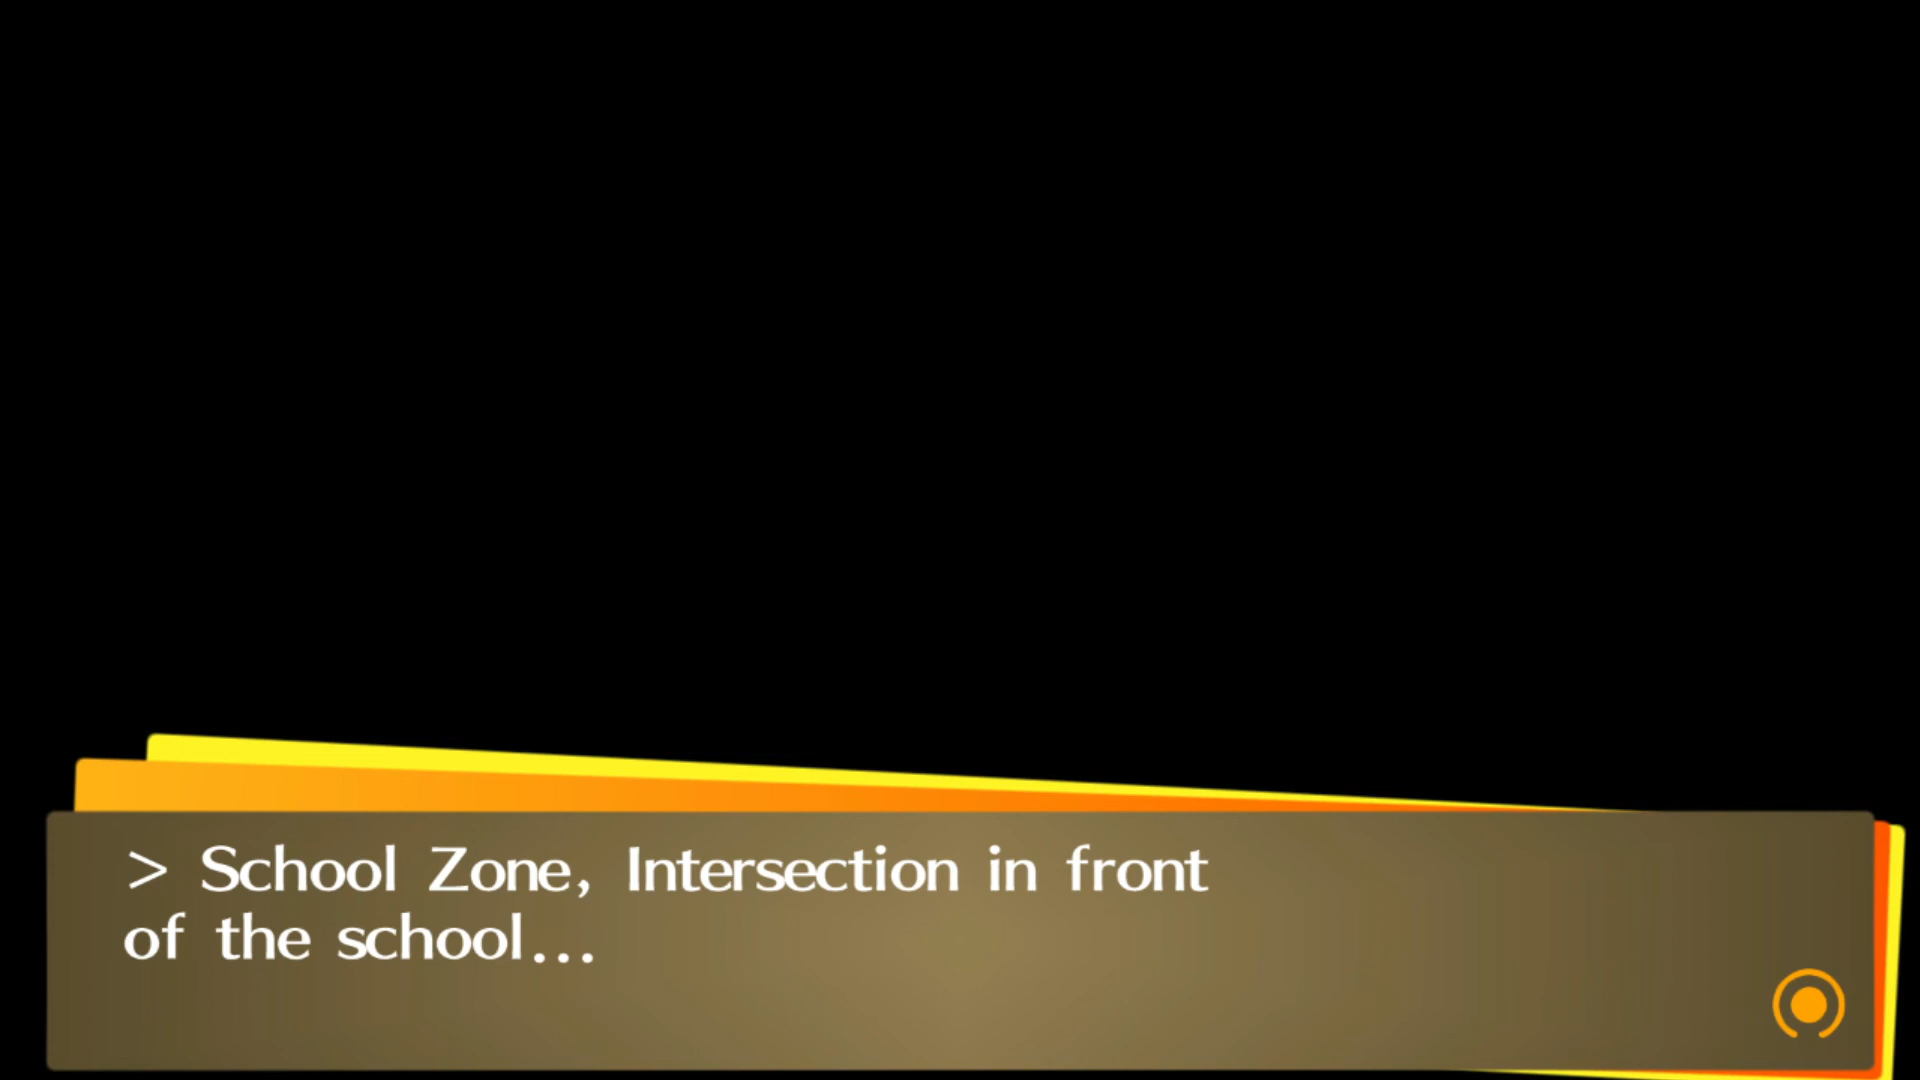 > School Zone, Intersection in front
of the school...